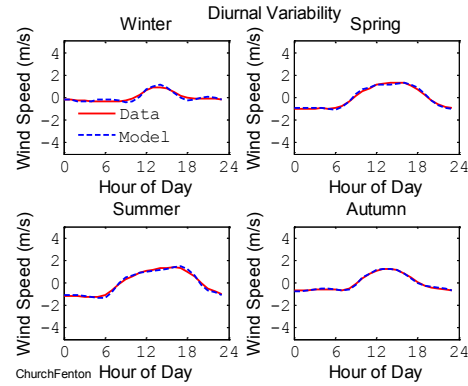 Diurnal Variability
Winter
Spring
Wind Speed (m/s)
4
2
0
-2
-4
Data
Model
0 6 12 18 24
Hour of Day
Wind Speed (m/s)
4
2
0
-2
-4
0 6 12 18 24
Hour of Day
Summer
Autumn
Wind Speed (m/s)
4
2
0
-2
-4
0 6 12 18 24
Hour of Day
Wind Speed (m/s)
4
2
0
-2
-4
0 6 12 18 24
Hour of Day
ChurchFenton